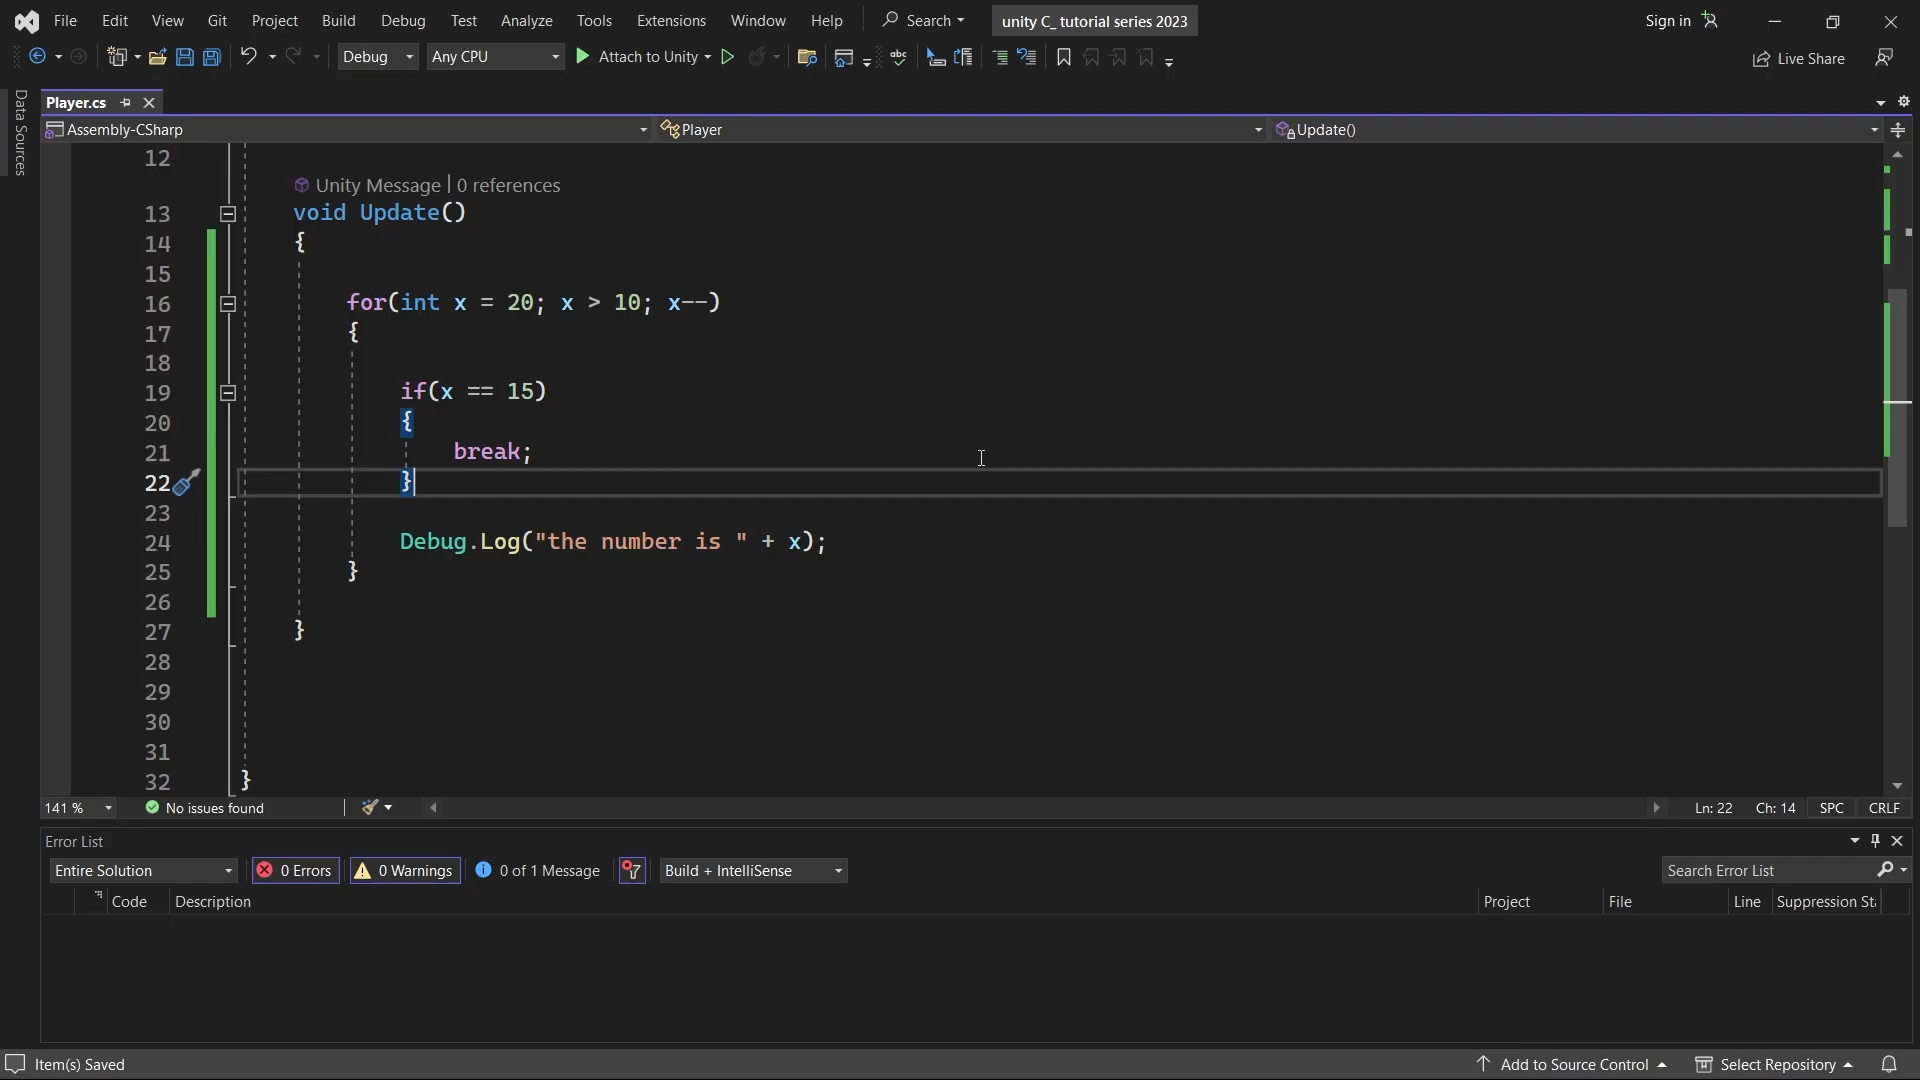 File Edit View Git Project Build Debug Test Analyze Tools Extensions Window Help Search unity C_ tutorial series 2023 Sign in
Debug Any CPU Attach to Unity abc Live Share
Data Sources
Player.cs
Assembly-CSharp Player Update()
12
Unity Message | 0 references
13 void Update()
14 {
15
16 for(int x = 20; x > 10; x--)
17 {
18
19 if(x == 15)
20 {
21 break;
22 }
23
24 Debug.Log("the number is " + x);
25 }
26
27 }
28
29
30
31
32 }
141 % No issues found Ln: 22 Ch: 14 SPC CRLF
Error List
Entire Solution 0 Errors 0 Warnings 0 of 1 Message Build + IntelliSense Search Error List
Code Description Project File Line Suppression St
Item(s) Saved Add to Source Control Select Repository